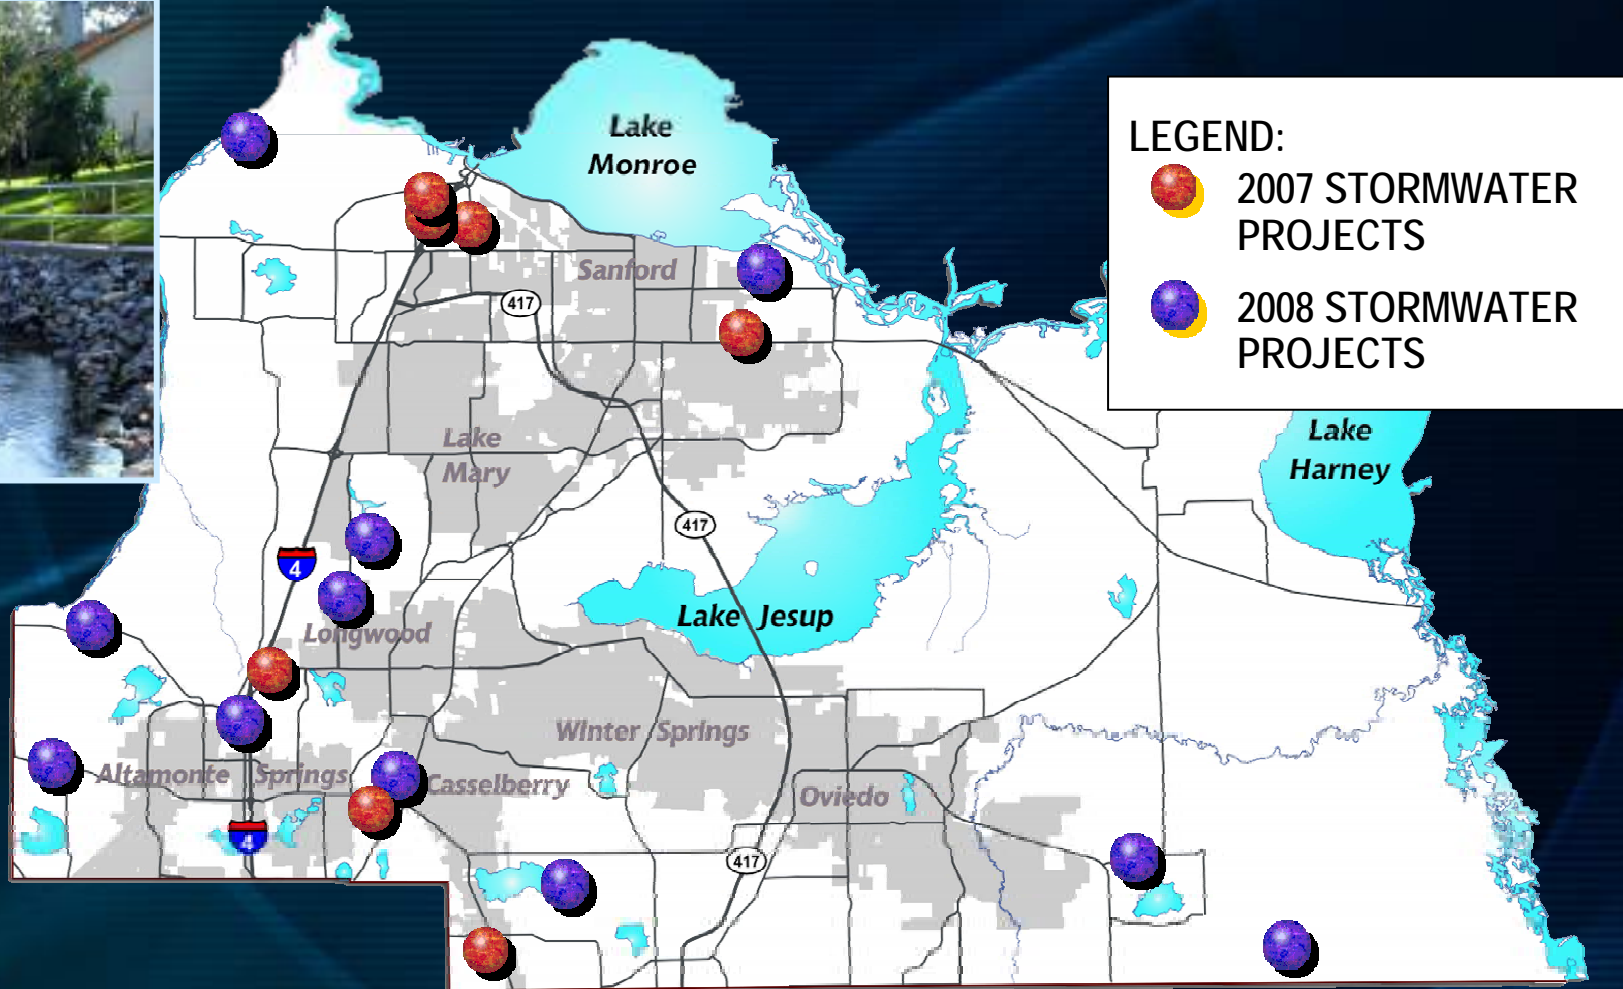 Lake
Monroe
LEGEND:
2007 STORMWATER
PROJECTS
2008 STORMWATER
PROJECTS
Sanford
417
Lake
Mary
Lake
Harney
417
4
Lake Jesup
Longwood
Winter Springs
Altamonte Springs
Casselberry
Oviedo
4
417